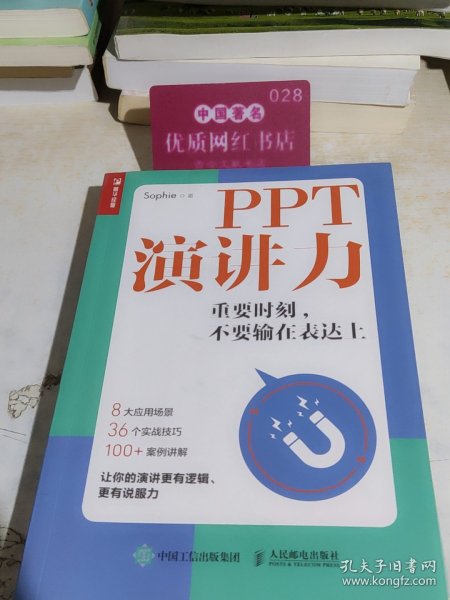 028
中国著名
优质网红书店
Sophie ◎ 著
PPT
演讲力
重要时刻，
不要输在表达上
8大应用场景
36个实战技巧
100+案例讲解
让你的演讲更有逻辑、
更有说服力
中国工信出版集团
人民邮电出版社
POSTS & TELECOM PRESS
孔夫子旧书网
www.kongfz.com